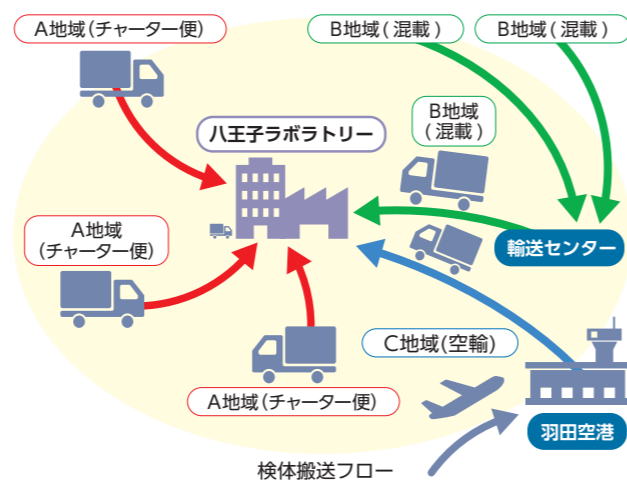 A地域(チャーター便)
B地域(混載)
B地域(混載)
B地域
(混載)
八王子ラボラトリー
A地域
(チャーター便)
輸送センター
C地域(空輸)
A地域(チャーター便)
羽田空港
検体搬送フロー